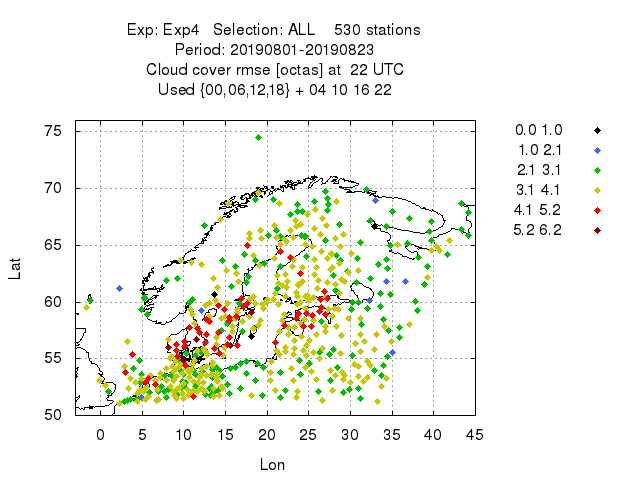 Exp: Exp4 Selection: ALL 530 stations
Period: 20190801-20190823
Cloud cover rmse [octas] at 22 UTC
Used {00,06,12,18} + 04 10 16 22
0.0 1.0
1.0 2.1
2.1 3.1
3.1 4.1
4.1 5.2
5.2 6.2
75
70
65
60
55
50
Lat
0 5 10 15 20 25 30 35 40 45
Lon